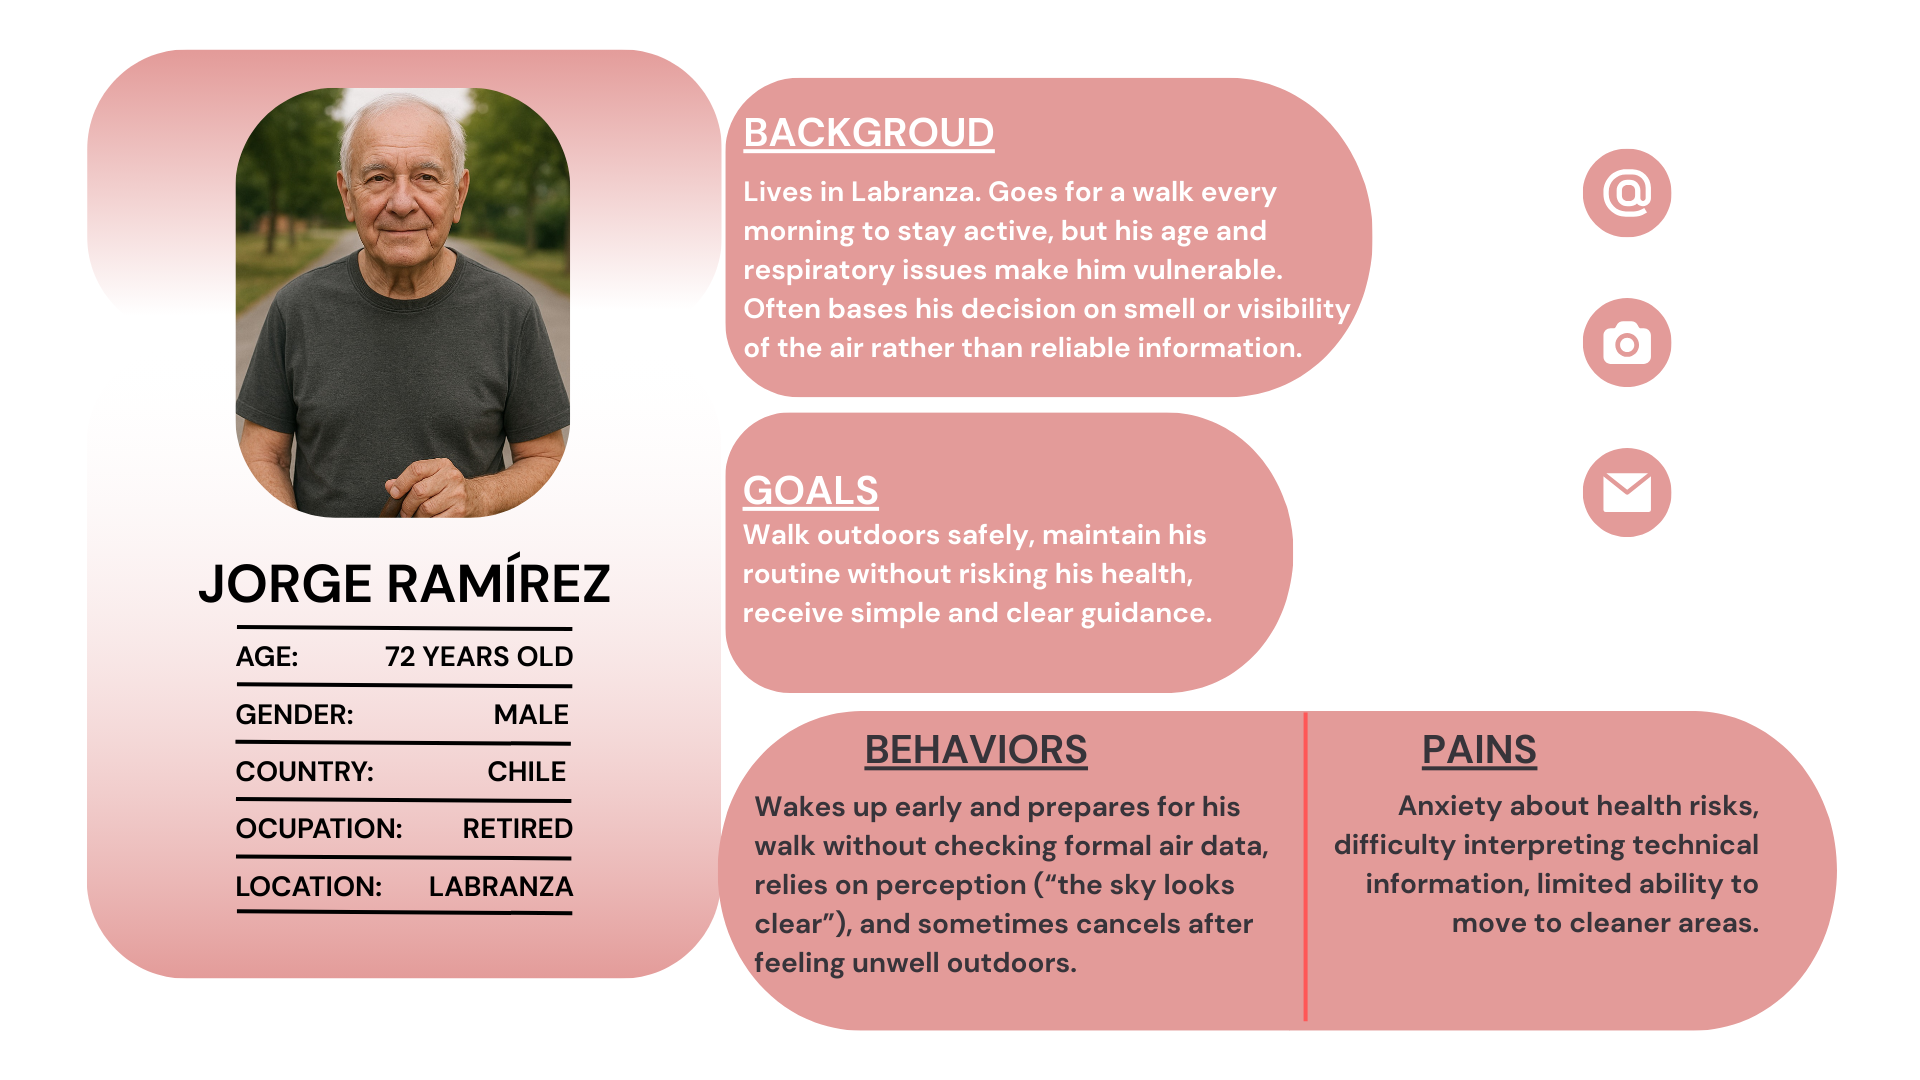 JORGE RAMÍREZ
AGE: 72 YEARS OLD
GENDER: MALE
COUNTRY: CHILE
OCUPATION: RETIRED
LOCATION: LABRANZA
BACKGROUD
Lives in Labranza. Goes for a walk every
morning to stay active, but his age and
respiratory issues make him vulnerable.
Often bases his decision on smell or visibility
of the air rather than reliable information.
GOALS
Walk outdoors safely, maintain his
routine without risking his health,
receive simple and clear guidance.
BEHAVIORS
Wakes up early and prepares for his
walk without checking formal air data,
relies on perception (“the sky looks
clear”), and sometimes cancels after
feeling unwell outdoors.
PAINS
Anxiety about health risks,
difficulty interpreting technical
information, limited ability to
move to cleaner areas.
@